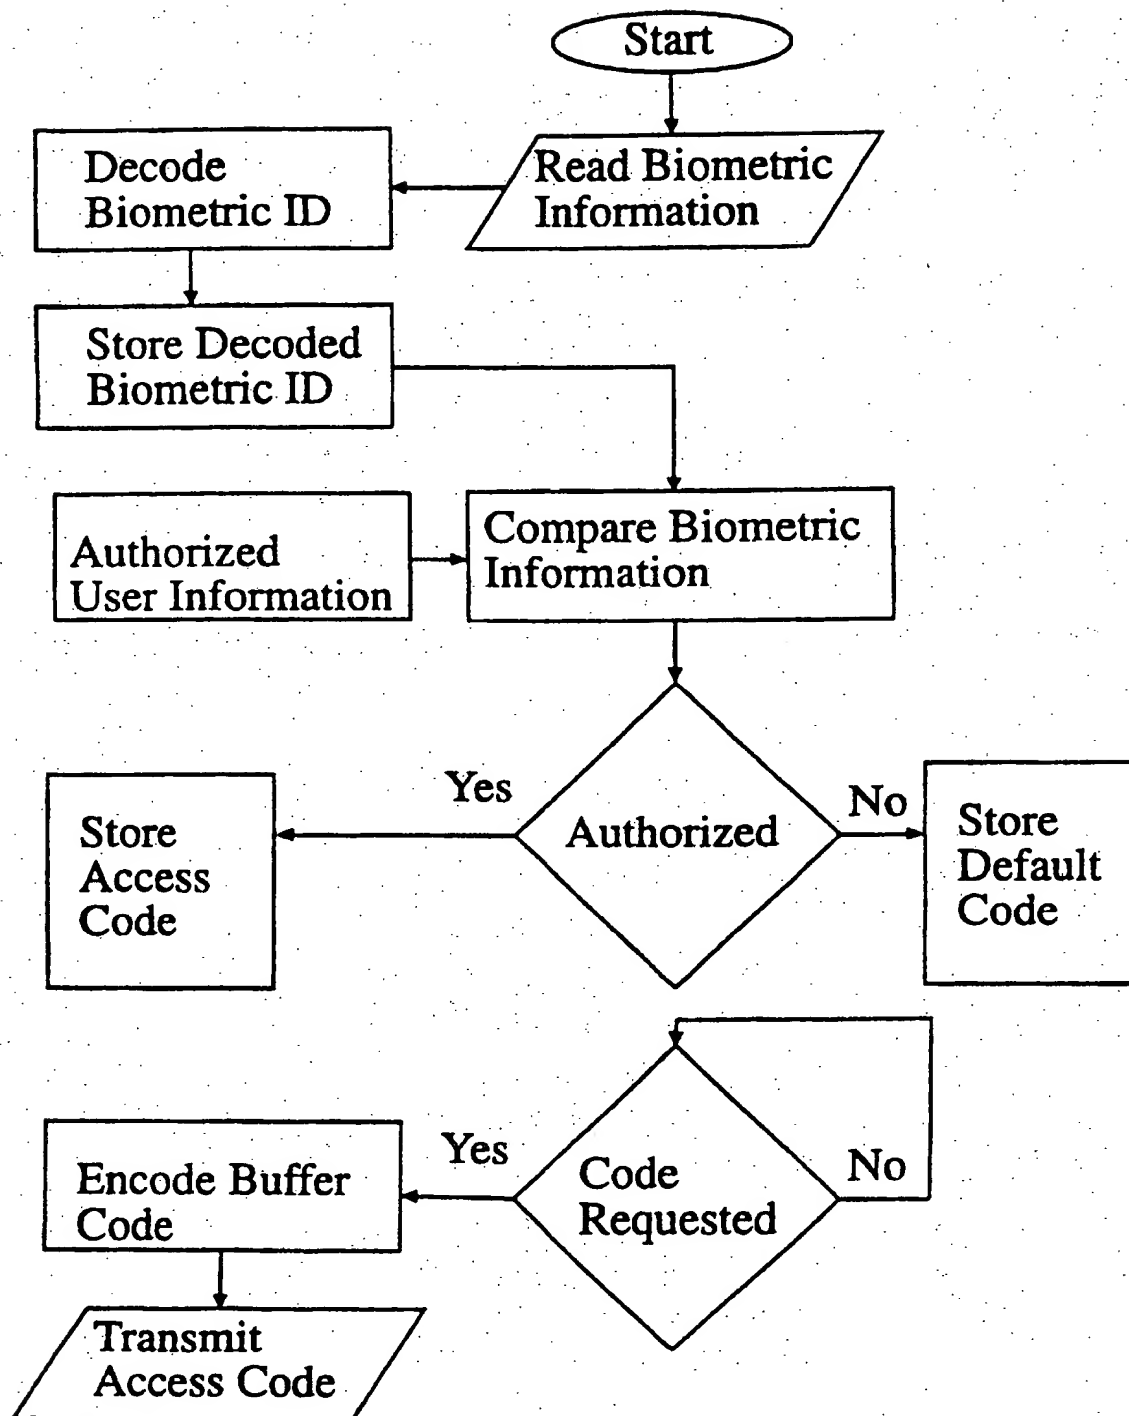 Start
Read Biometric
Information
Decode
Biometric ID
Store Decoded
Biometric ID
Authorized
User Information
Compare Biometric
Information
Authorized
Yes
No
Store
Access
Code
Store
Default
Code
Code
Requested
Yes
No
Encode Buffer
Code
Transmit
Access Code